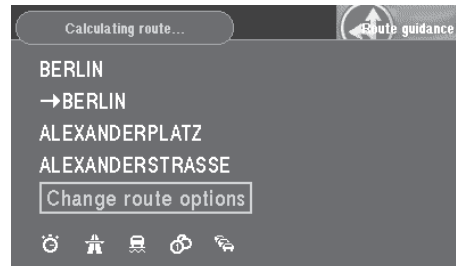 Calculating route...
Route guidance
BERLIN
→BERLIN
ALEXANDERPLATZ
ALEXANDERSTRASSE
Change route options